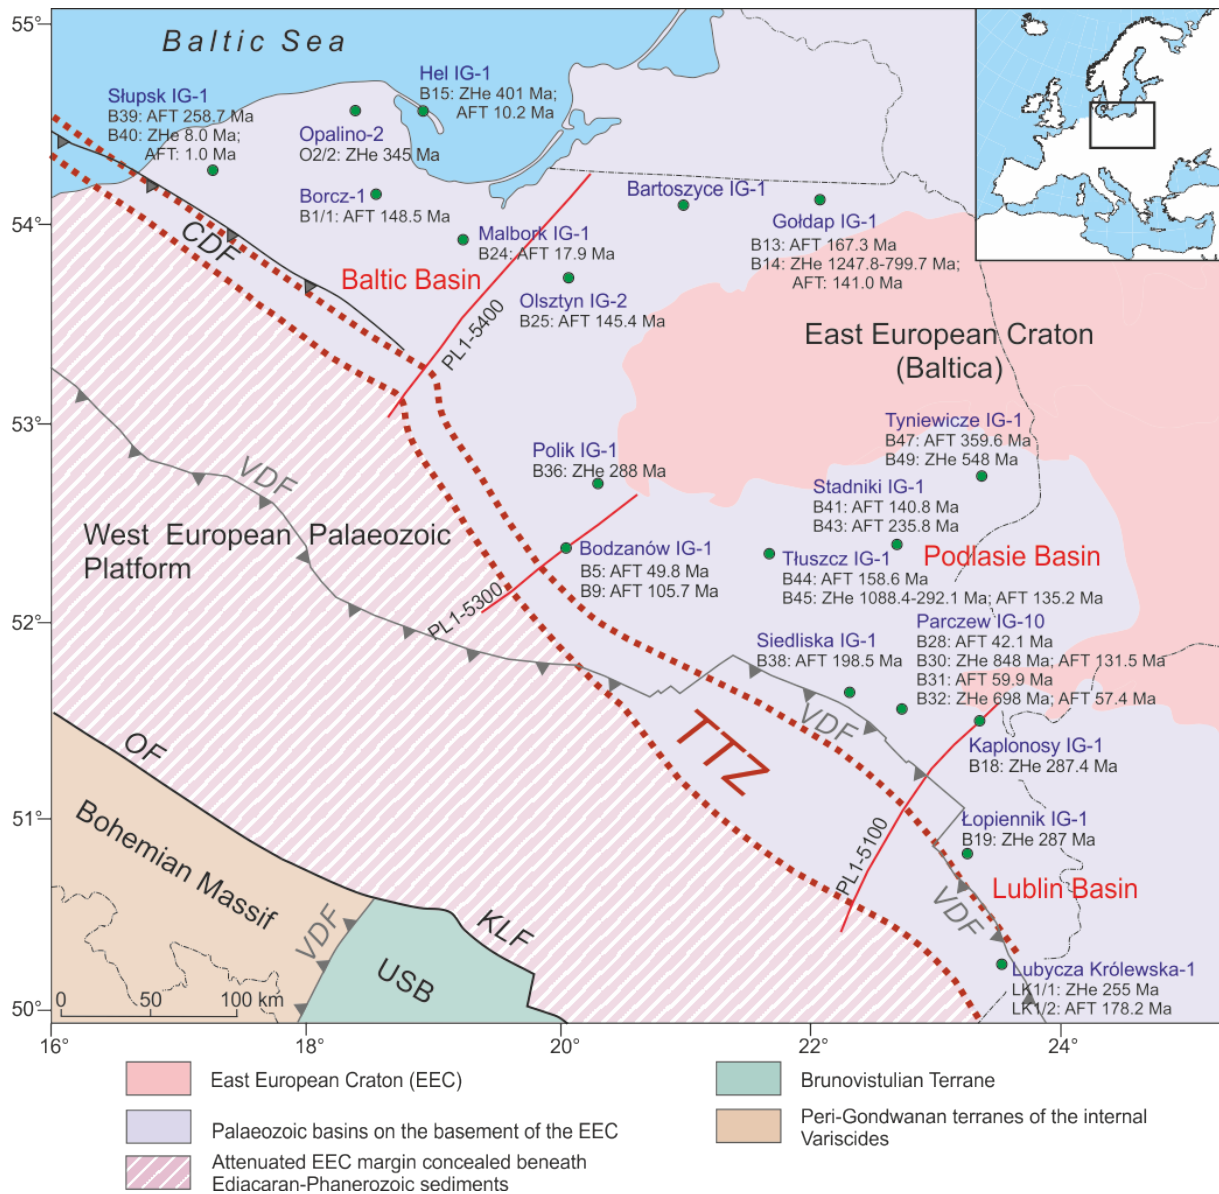 55°
54°
53°
52°
51°
50°
16°
18°
20°
22°
24°
Baltic Sea
Słupsk IG-1
B39: AFT 258.7 Ma
B40: ZHe 8.0 Ma;
AFT: 1.0 Ma
Hel IG-1
B15: ZHe 401 Ma;
AFT 10.2 Ma
Opalino-2
O2/2: ZHe 345 Ma
Borcz-1
B1/1: AFT 148.5 Ma
Malbork IG-1
B24: AFT 17.9 Ma
Olsztyn IG-2
B25: AFT 145.4 Ma
Bartoszyce IG-1
Gołdap IG-1
B13: AFT 167.3 Ma
B14: ZHe 1247.8-799.7 Ma;
AFT: 141.0 Ma
CDF
Baltic Basin
PL1-5400
East European Craton
(Baltica)
Tyniewicze IG-1
B47: AFT 359.6 Ma
B49: ZHe 548 Ma
Polik IG-1
B36: ZHe 288 Ma
Stadniki IG-1
B41: AFT 140.8 Ma
B43: AFT 235.8 Ma
VDF
West European Palaeozoic
Platform
Bodzanów IG-1
B5: AFT 49.8 Ma
B9: AFT 105.7 Ma
PL1-5300
Podlasie Basin
Tłuszcz IG-1
B44: AFT 158.6 Ma
B45: ZHe 1088.4-292.1 Ma; AFT 135.2 Ma
Siedliska IG-1
B38: AFT 198.5 Ma
Parczew IG-10
B28: AFT 42.1 Ma
B30: ZHe 848 Ma; AFT 131.5 Ma
B31: AFT 59.9 Ma
B32: ZHe 698 Ma; AFT 57.4 Ma
VDF
TTZ
Kaplonosy IG-1
B18: ZHe 287.4 Ma
OF
Bohemian Massif
Łopiennik IG-1
B19: ZHe 287 Ma
PL1-5100
Lublin Basin
VDF
VDF
KLF
USB
Lubycza Królewska-1
LK1/1: ZHe 255 Ma
LK1/2: AFT 178.2 Ma
0 50 100 km
East European Craton (EEC)
Palaeozoic basins on the basement of the EEC
Attenuated EEC margin concealed beneath
Ediacaran-Phanerozoic sediments
Brunovistulian Terrane
Peri-Gondwanan terranes of the internal
Variscides